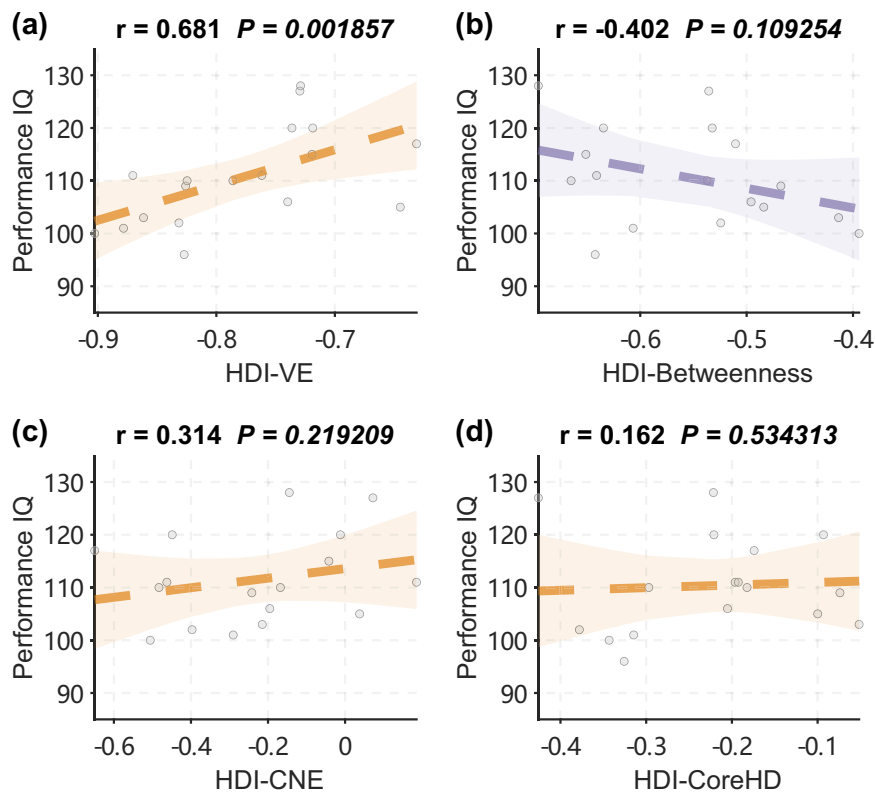 (a) r = 0.681 P = 0.001857
Performance IQ
130
120
110
100
90
-0.9 -0.8 -0.7
HDI-VE
(b) r = -0.402 P = 0.109254
Performance IQ
130
120
110
100
90
-0.6 -0.5 -0.4
HDI-Betweenness
(c) r = 0.314 P = 0.219209
Performance IQ
130
120
110
100
90
-0.6 -0.4 -0.2 0
HDI-CNE
(d) r = 0.162 P = 0.534313
Performance IQ
130
120
110
100
90
-0.4 -0.3 -0.2 -0.1
HDI-CoreHD